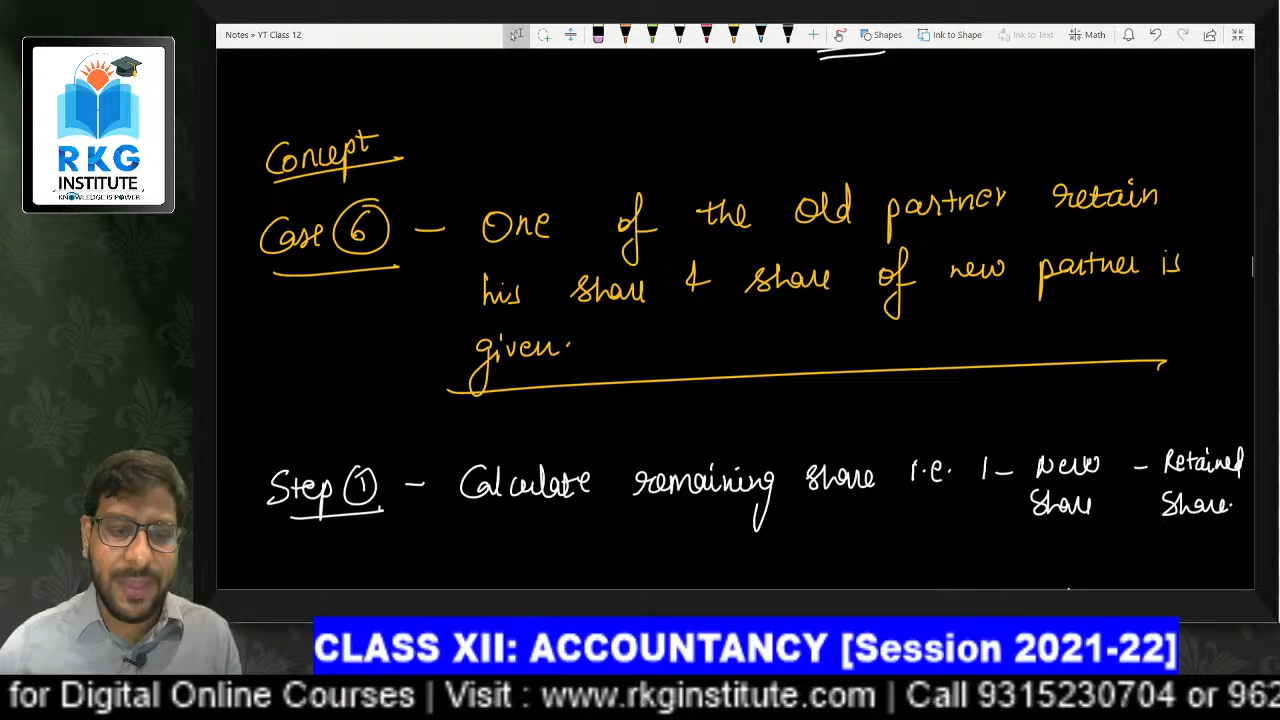 Notes » YT Class 12
Shapes
Ink to Shape
Ink to Text
Math
RKG
INSTITUTE
KNOWLEDGE IS POWER
Concept
Case 6 - One of the old partner retain
his share & share of new partner is
given.
Step 1 - Calculate remaining share i.e. 1 - New Share - Retained Share.
CLASS XII: ACCOUNTANCY [Session 2021-22]
for Digital Online Courses | Visit : www.rkginstitute.com | Call 9315230704 or 962